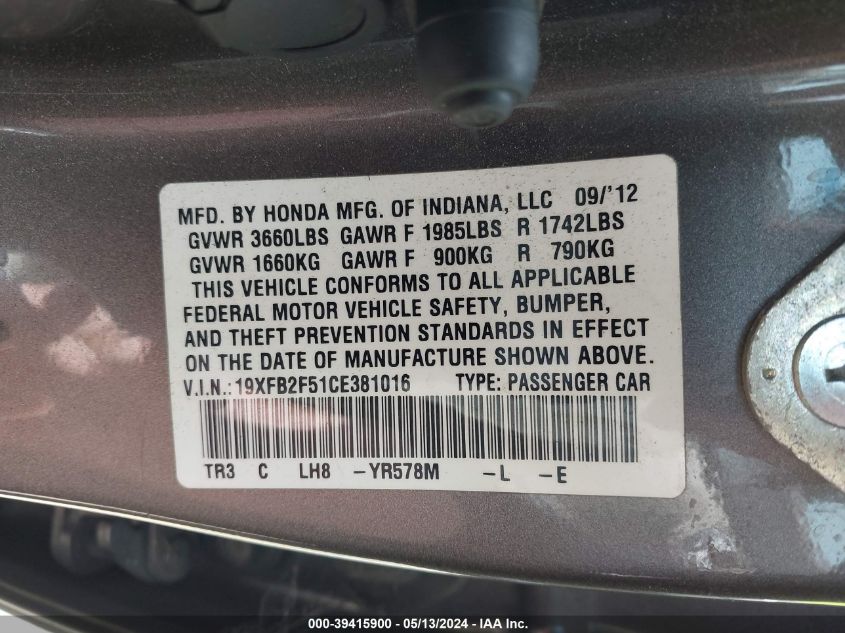 MFD. BY HONDA MFG. OF INDIANA, LLC 09/'12
GVWR 3660LBS GAWR F 1985LBS R 1742LBS
GVWR 1660KG GAWR F 900KG R 790KG
THIS VEHICLE CONFORMS TO ALL APPLICABLE
FEDERAL MOTOR VEHICLE SAFETY, BUMPER,
AND THEFT PREVENTION STANDARDS IN EFFECT
ON THE DATE OF MANUFACTURE SHOWN ABOVE.
V.I.N.: 19XFB2F51CE381016 TYPE: PASSENGER CAR
TR3 C LH8 -YR578M -L -E
000-39415900 - 05/13/2024 - IAA Inc.